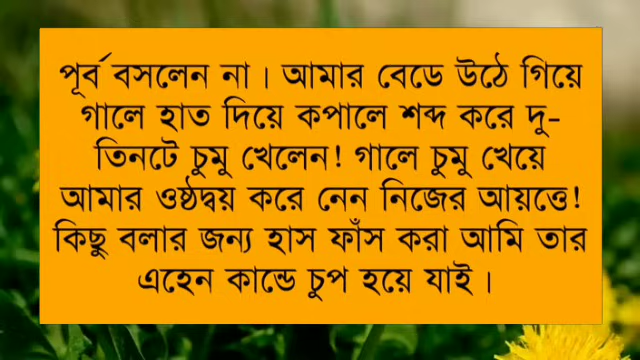 পূর্ব বসলেন না। আমার বেডে উঠে গিয়ে
গালে হাত দিয়ে কপালে শব্দ করে দু-
তিনটে চুমু খেলেন! গালে চুমু খেয়ে
আমার ওষ্ঠদ্বয় করে নেন নিজের আয়ত্তে!
কিছু বলার জন্য হাস ফাঁস করা আমি তার
এহেন কান্ডে চুপ হয়ে যাই।